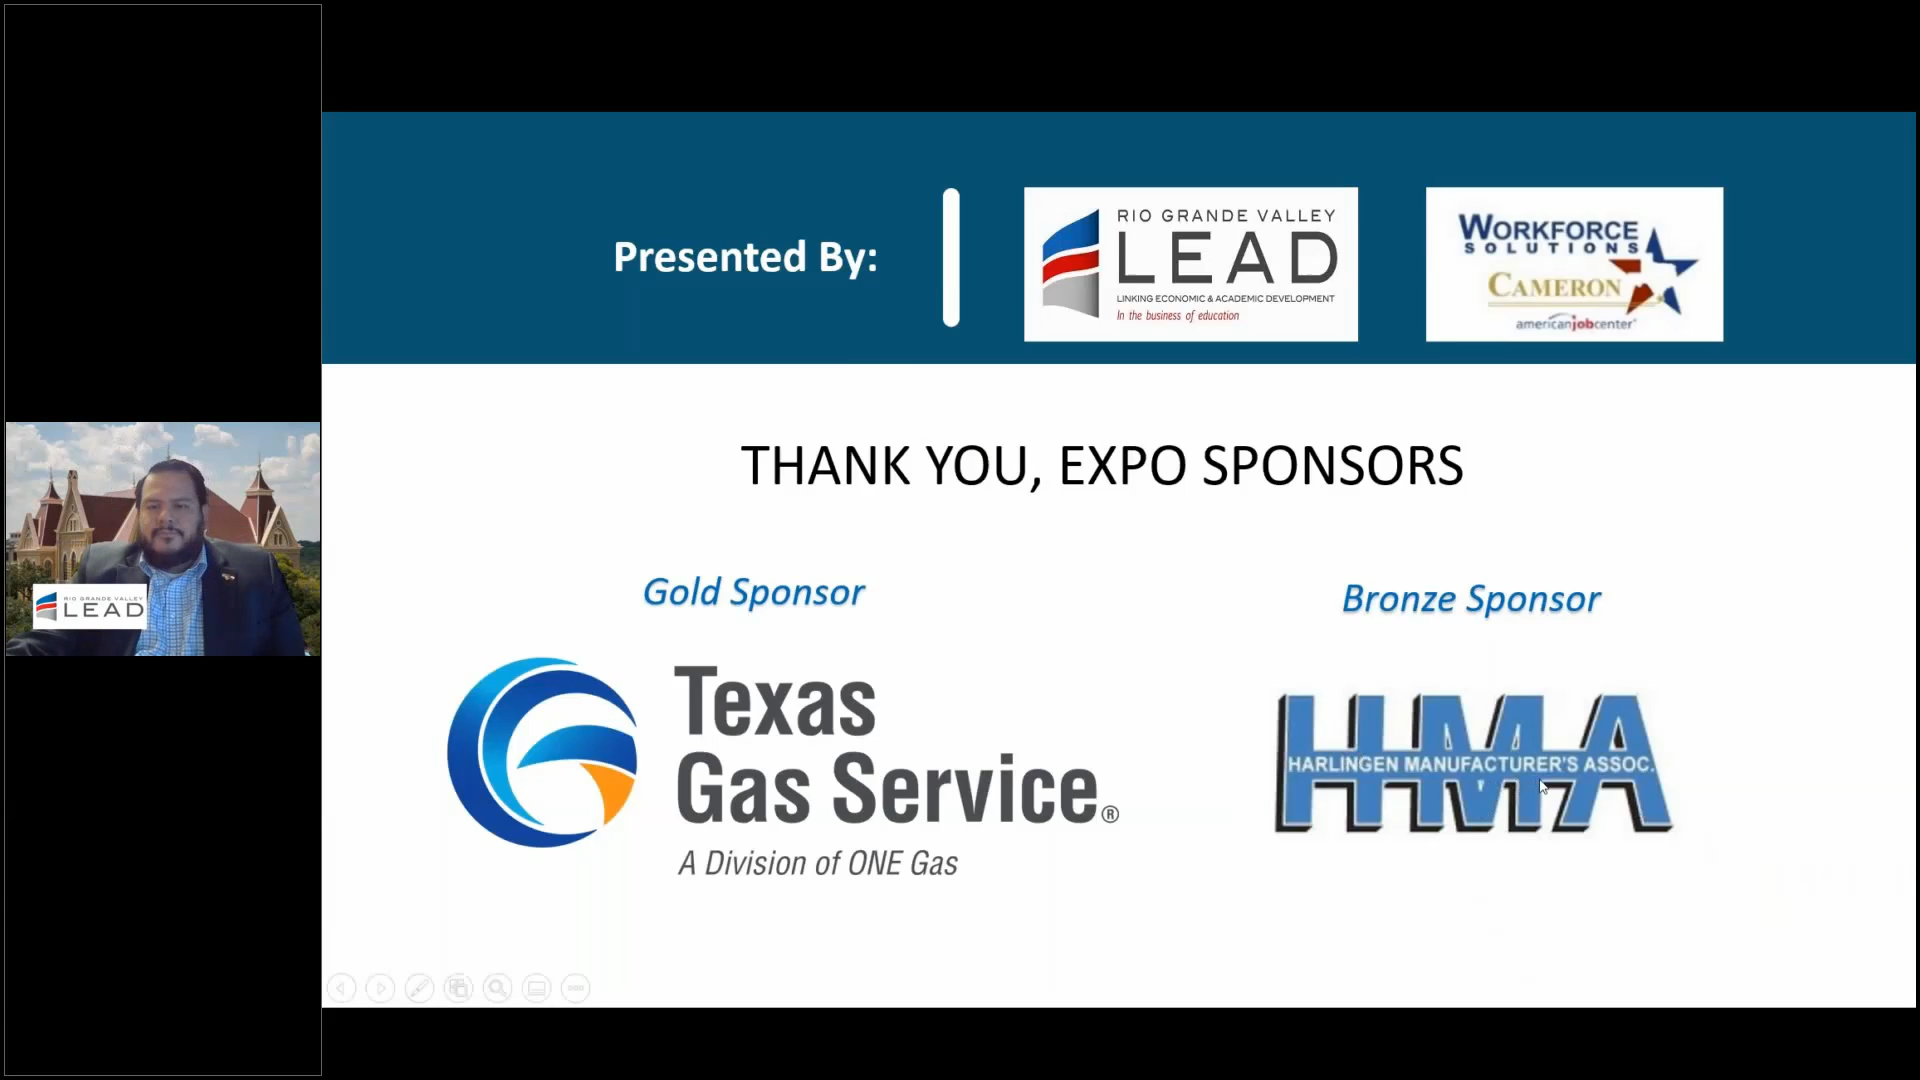 Presented By:
RIO GRANDE VALLEY
LEAD
LINKING ECONOMIC & ACADEMIC DEVELOPMENT
In the business of education
WORKFORCE
SOLUTIONS
CAMERON
americanjobcenter
THANK YOU, EXPO SPONSORS
Gold Sponsor
Bronze Sponsor
Texas
Gas Service®
A Division of ONE Gas
HMA
HARLINGEN MANUFACTURER'S ASSOC.
RIO GRANDE VALLEY
LEAD